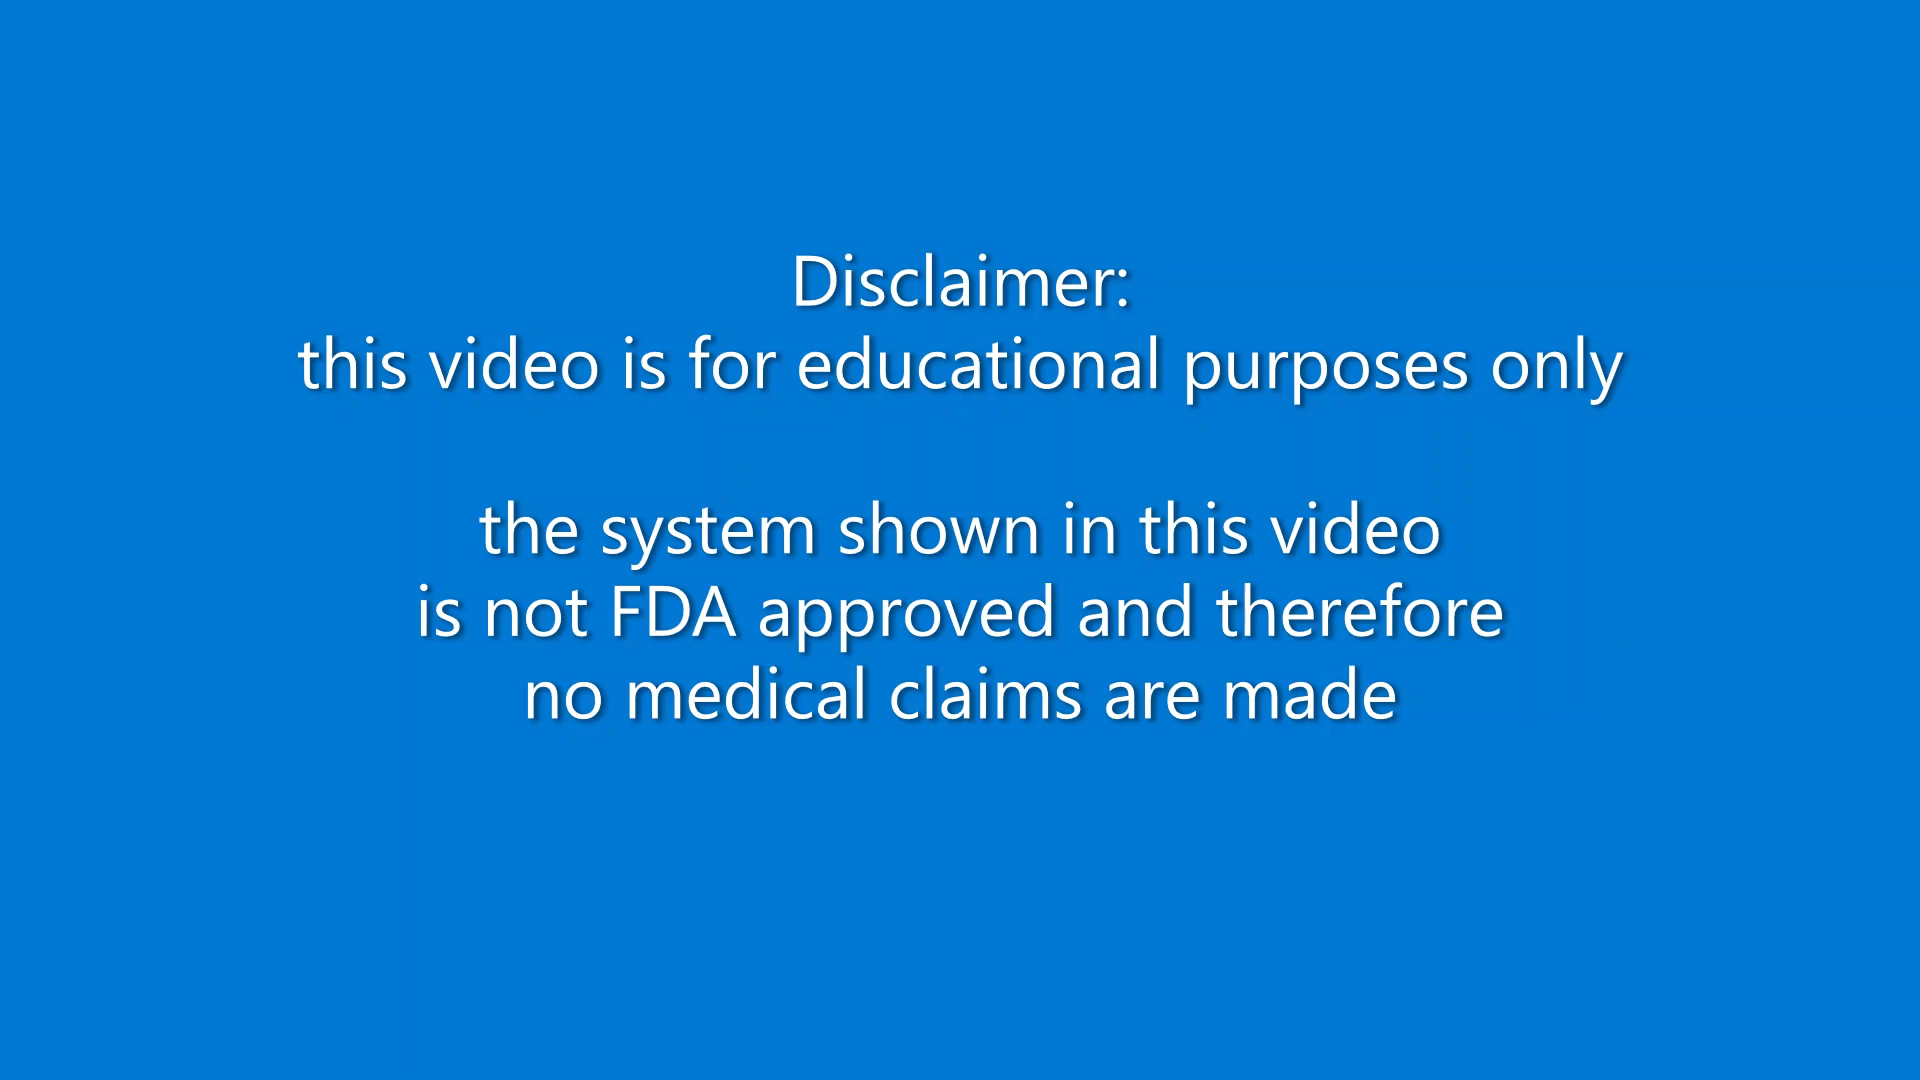 Disclaimer:
this video is for educational purposes only
the system shown in this video
is not FDA approved and therefore
no medical claims are made